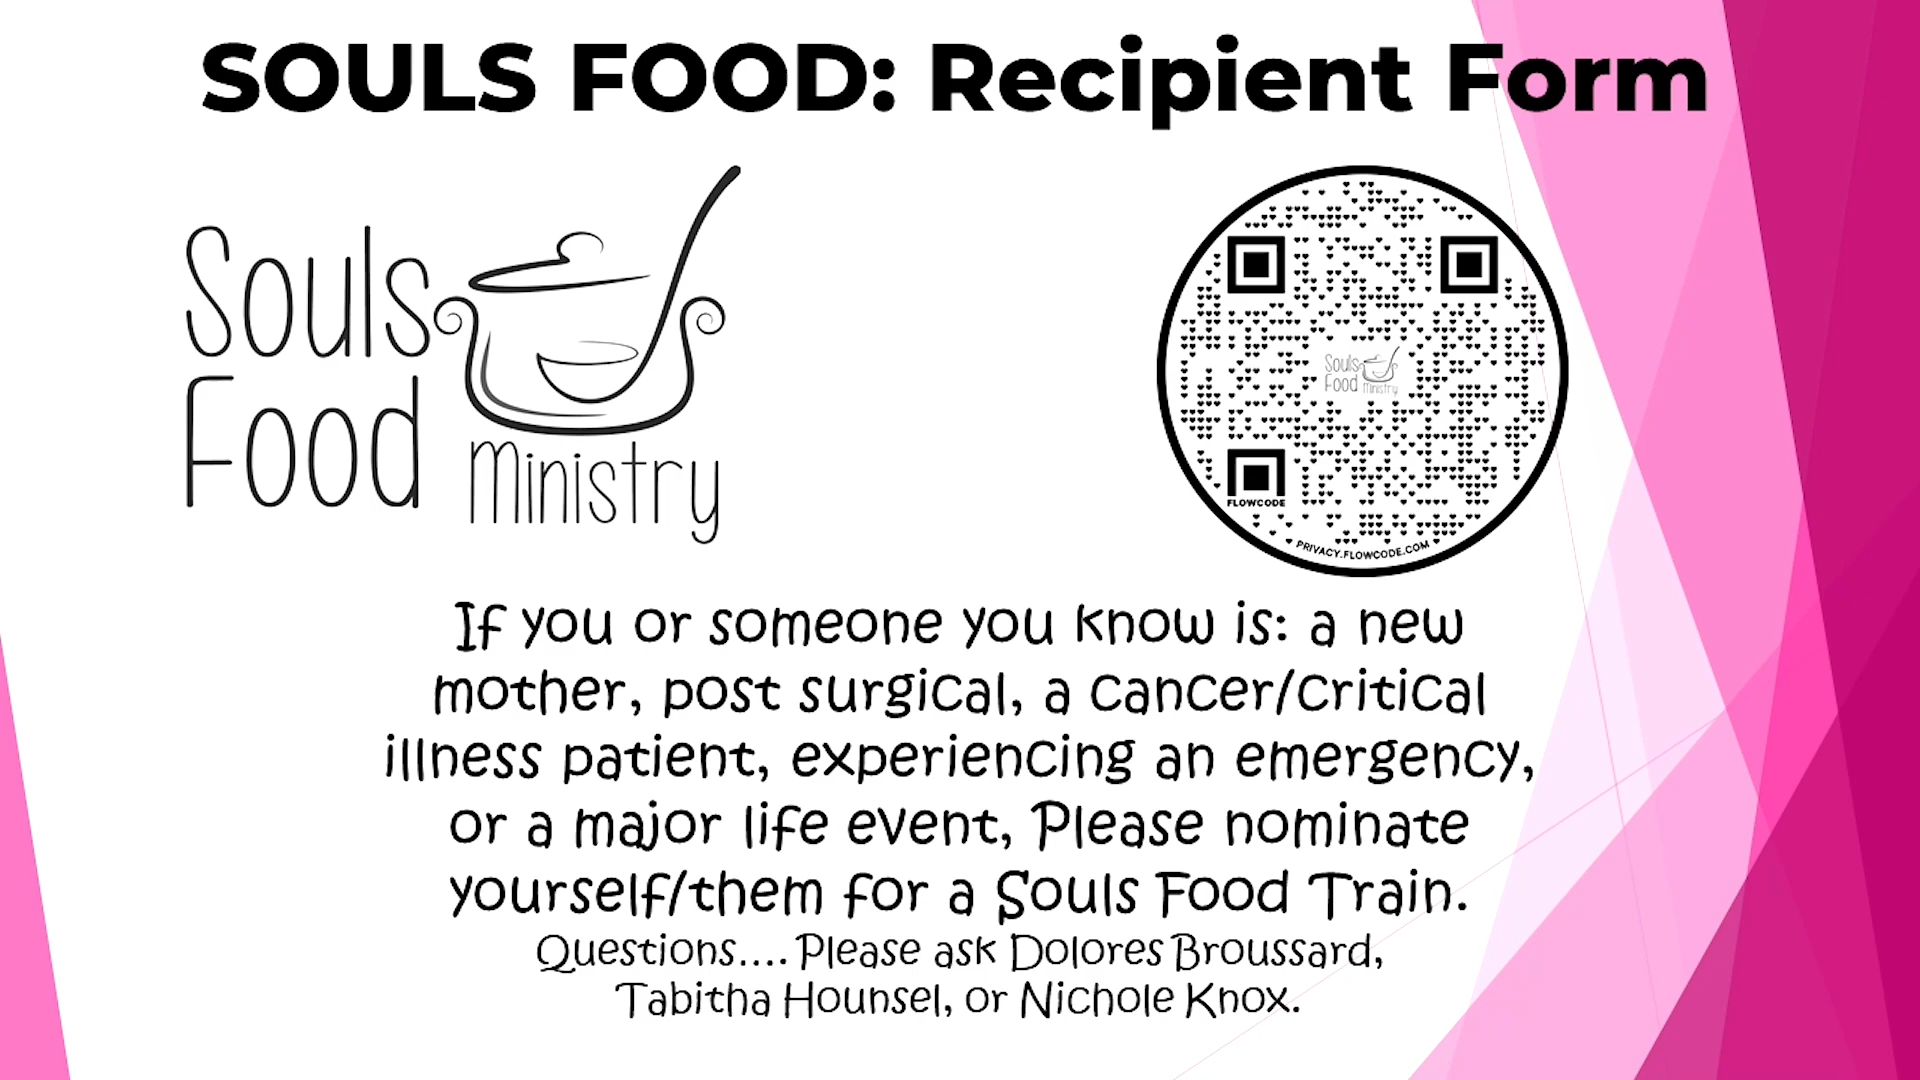 SOULS FOOD: Recipient Form
Souls
Food
Ministry
Souls
Food Ministry
FLOWCODE
PRIVACY.FLOWCODE.COM
If you or someone you know is: a new
mother, post surgical, a cancer/critical
illness patient, experiencing an emergency,
or a major life event, Please nominate
yourself/them for a Souls Food Train.
Questions.... Please ask Dolores Broussard,
Tabitha Hounsel, or Nichole Knox.